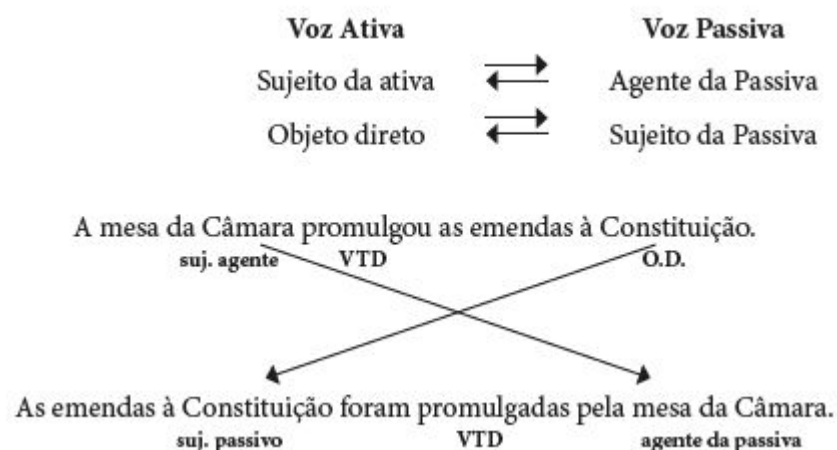 Voz Ativa Voz Passiva
Sujeito da ativa Agente da Passiva
Objeto direto Sujeito da Passiva
A mesa da Câmara promulgou as emendas à Constituição.
suj. agente VTD O.D.
As emendas à Constituição foram promulgadas pela mesa da Câmara.
suj. passivo VTD agente da passiva